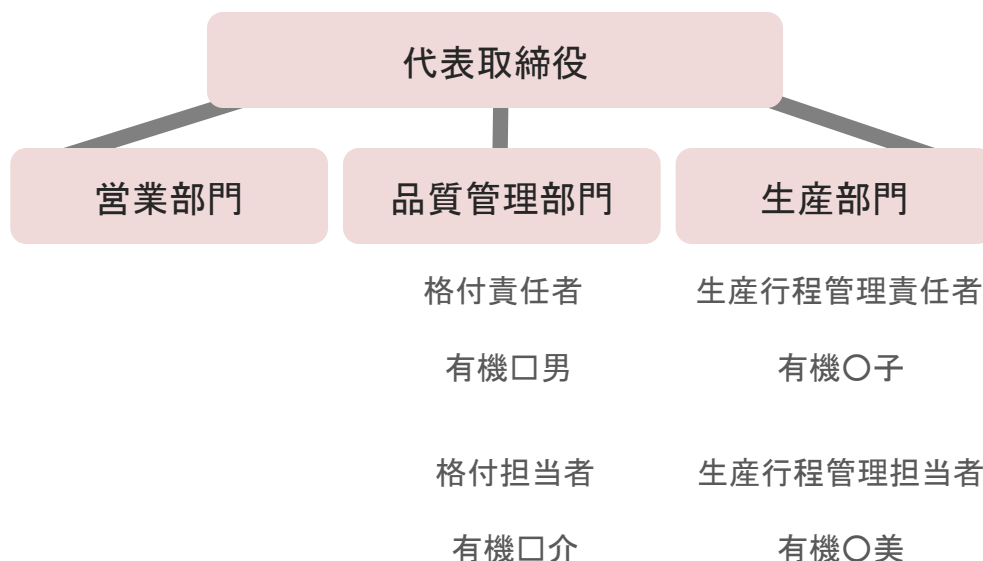 代表取締役
営業部門
品質管理部門
生産部門
格付責任者
生産行程管理責任者
有機□男
有機〇子
格付担当者
生産行程管理担当者
有機□介
有機〇美